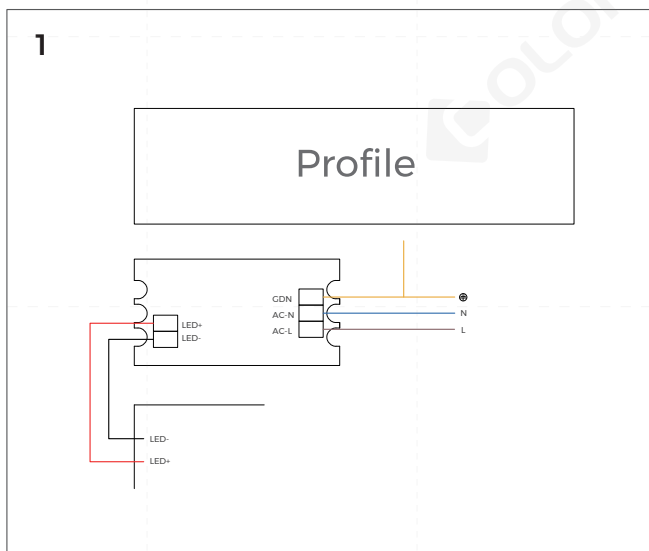 1
Profile
GDN
AC-N
AC-L
N
L
LED+
LED-
LED-
LED+